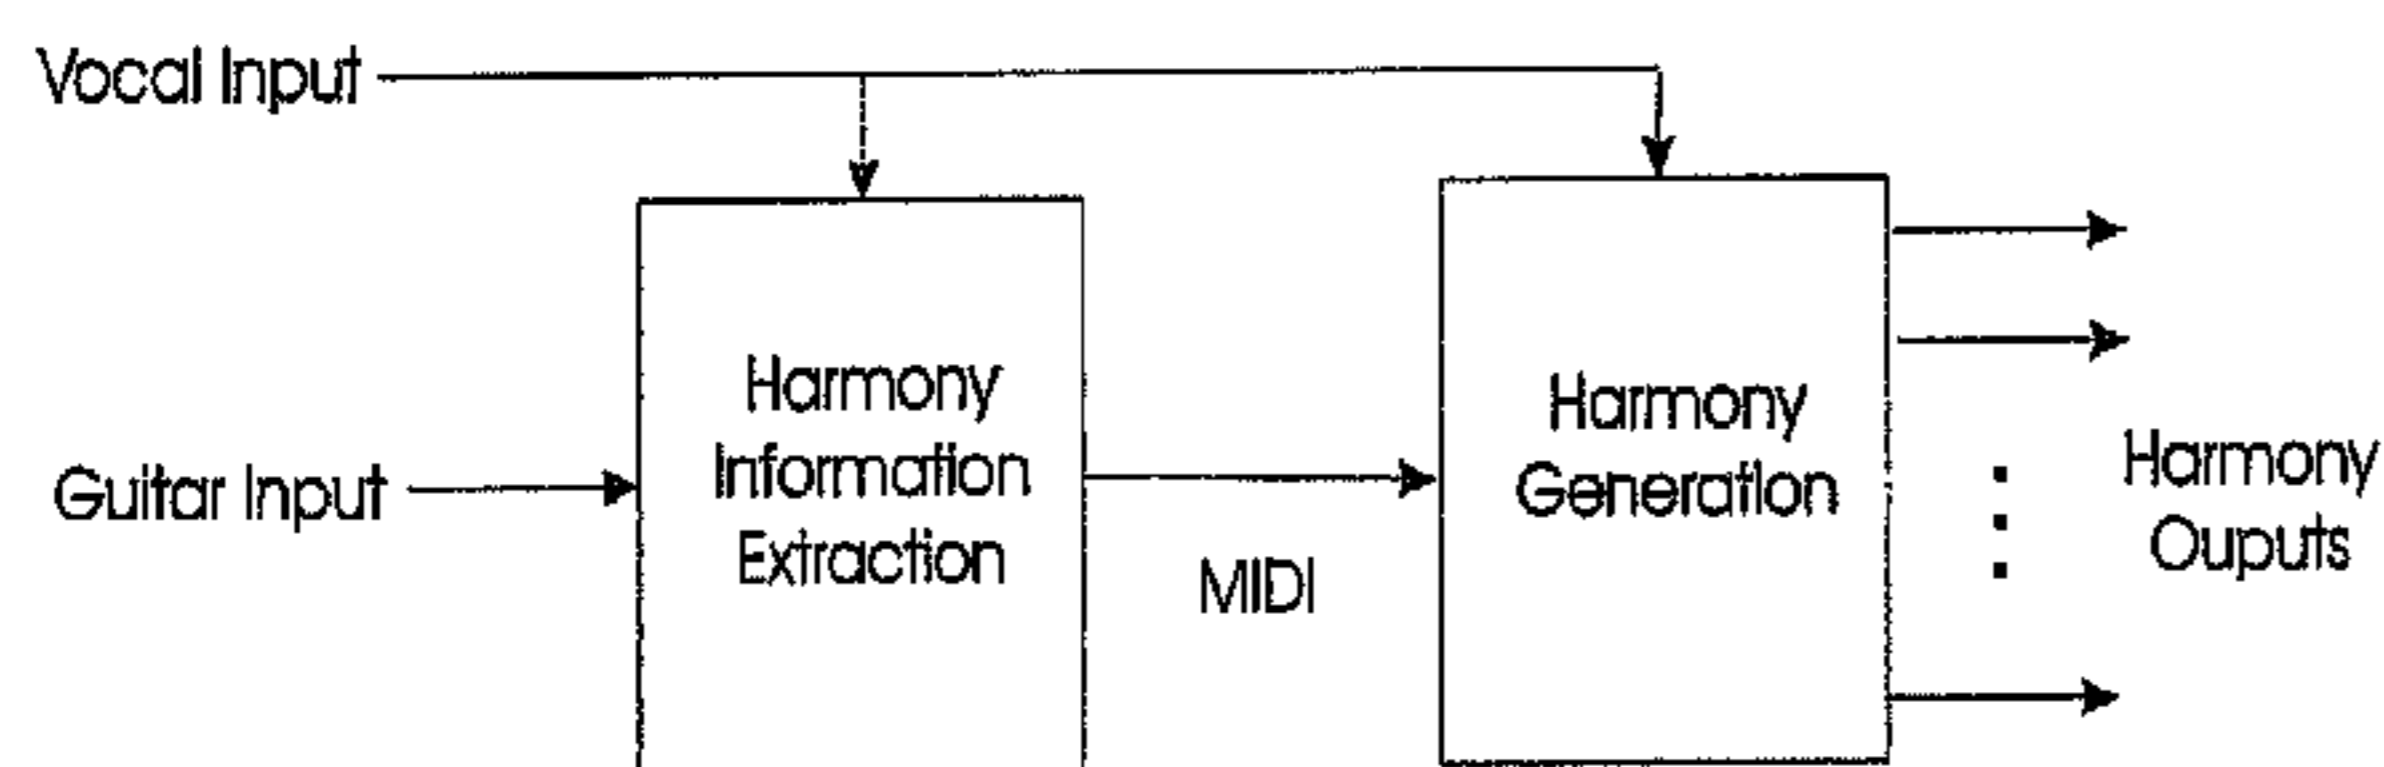 Vocal Input
Guitar Input
Harmony
Information
Extraction
MIDI
Harmony
Generation
Harmony
Ouputs